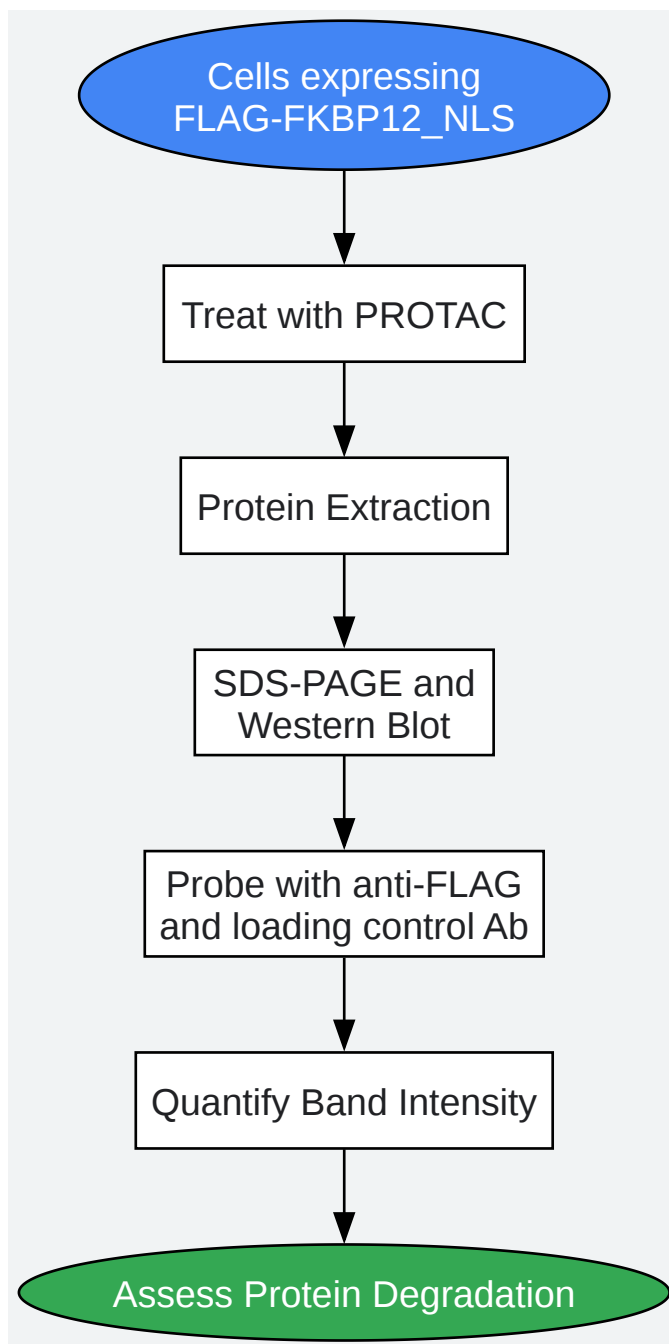 Cells expressing
FLAG-FKBP12_NLS
Treat with PROTAC
Protein Extraction
SDS-PAGE and
Western Blot
Probe with anti-FLAG
and loading control Ab
Quantify Band Intensity
Assess Protein Degradation